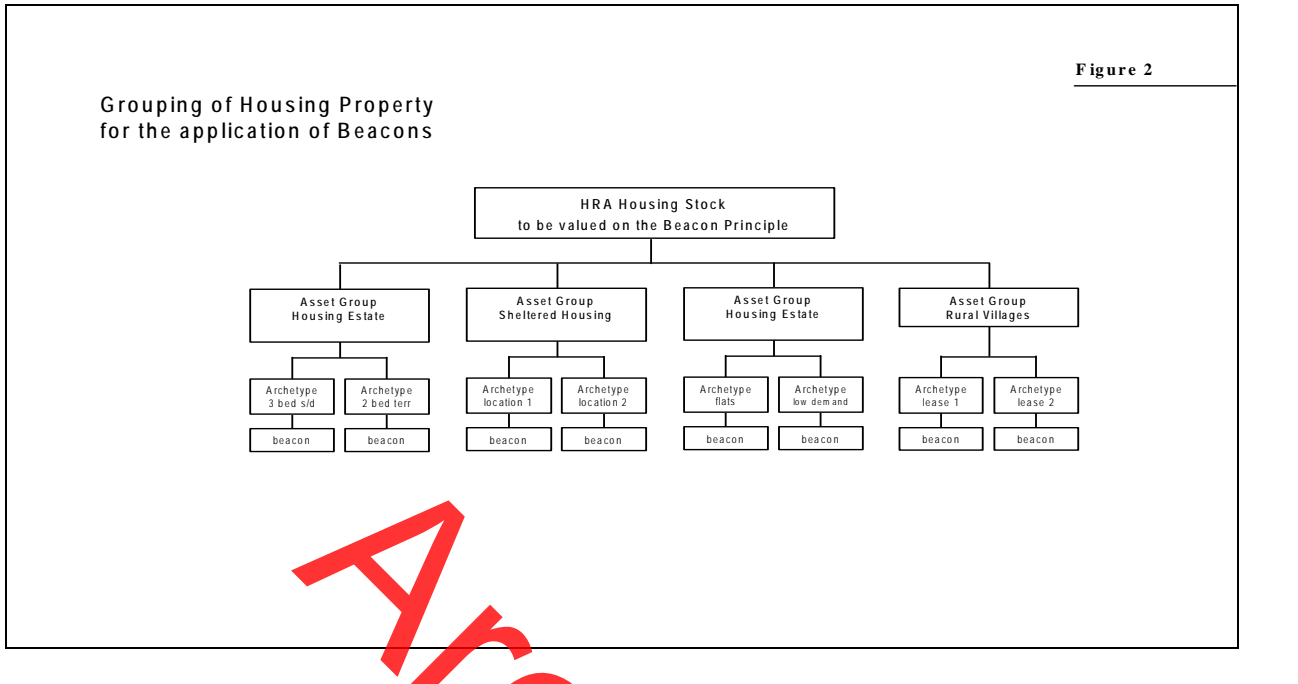 Figure 2
Grouping of Housing Property
for the application of Beacons
HRA Housing Stock
to be valued on the Beacon Principle
Asset Group
Housing Estate
Asset Group
Sheltered Housing
Asset Group
Housing Estate
Asset Group
Rural Villages
Archetype
3 bed s/d
Archetype
2 bed terr
Archetype
location 1
Archetype
location 2
Archetype
flats
Archetype
low demand
Archetype
lease 1
Archetype
lease 2
beacon
beacon
beacon
beacon
beacon
beacon
beacon
beacon